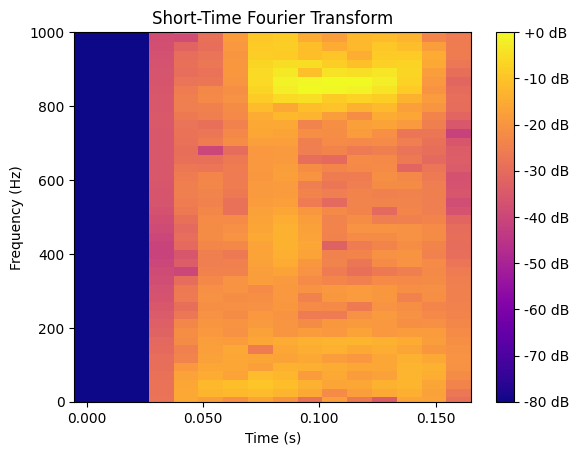 Short-Time Fourier Transform
1000
800
600
400
200
0
Frequency (Hz)
0.000
0.050
0.100
0.150
Time (s)
+0 dB
-10 dB
-20 dB
-30 dB
-40 dB
-50 dB
-60 dB
-70 dB
-80 dB